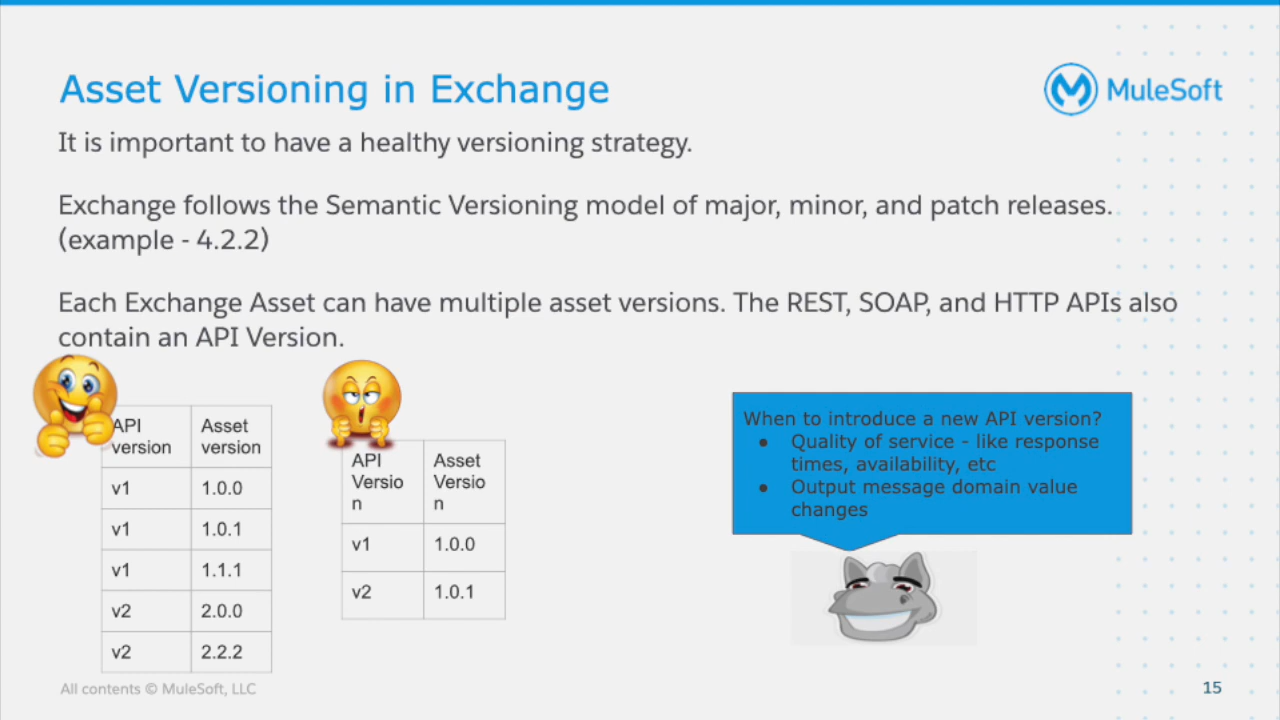 Asset Versioning in Exchange
MuleSoft
It is important to have a healthy versioning strategy.
Exchange follows the Semantic Versioning model of major, minor, and patch releases.
(example - 4.2.2)
Each Exchange Asset can have multiple asset versions. The REST, SOAP, and HTTP APIs also
contain an API Version.
API Asset
version version
v1 1.0.0
v1 1.0.1
v1 1.1.1
v2 2.0.0
v2 2.2.2
API Asset
Versio Versio
n n
v1 1.0.0
v2 1.0.1
When to introduce a new API version?
● Quality of service - like response
times, availability, etc
● Output message domain value
changes
All contents © MuleSoft, LLC
15